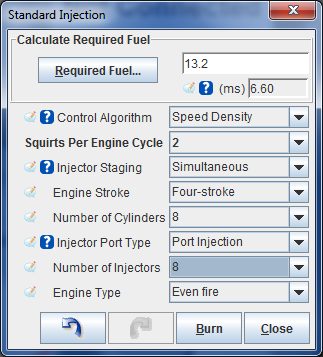 Standard Injection
Calculate Required Fuel
Required Fuel...
13.2
(ms) 6.60
Control Algorithm Speed Density
Squirts Per Engine Cycle 2
Injector Staging Simultaneous
Engine Stroke Four-stroke
Number of Cylinders 8
Injector Port Type Port Injection
Number of Injectors 8
Engine Type Even fire
Burn Close